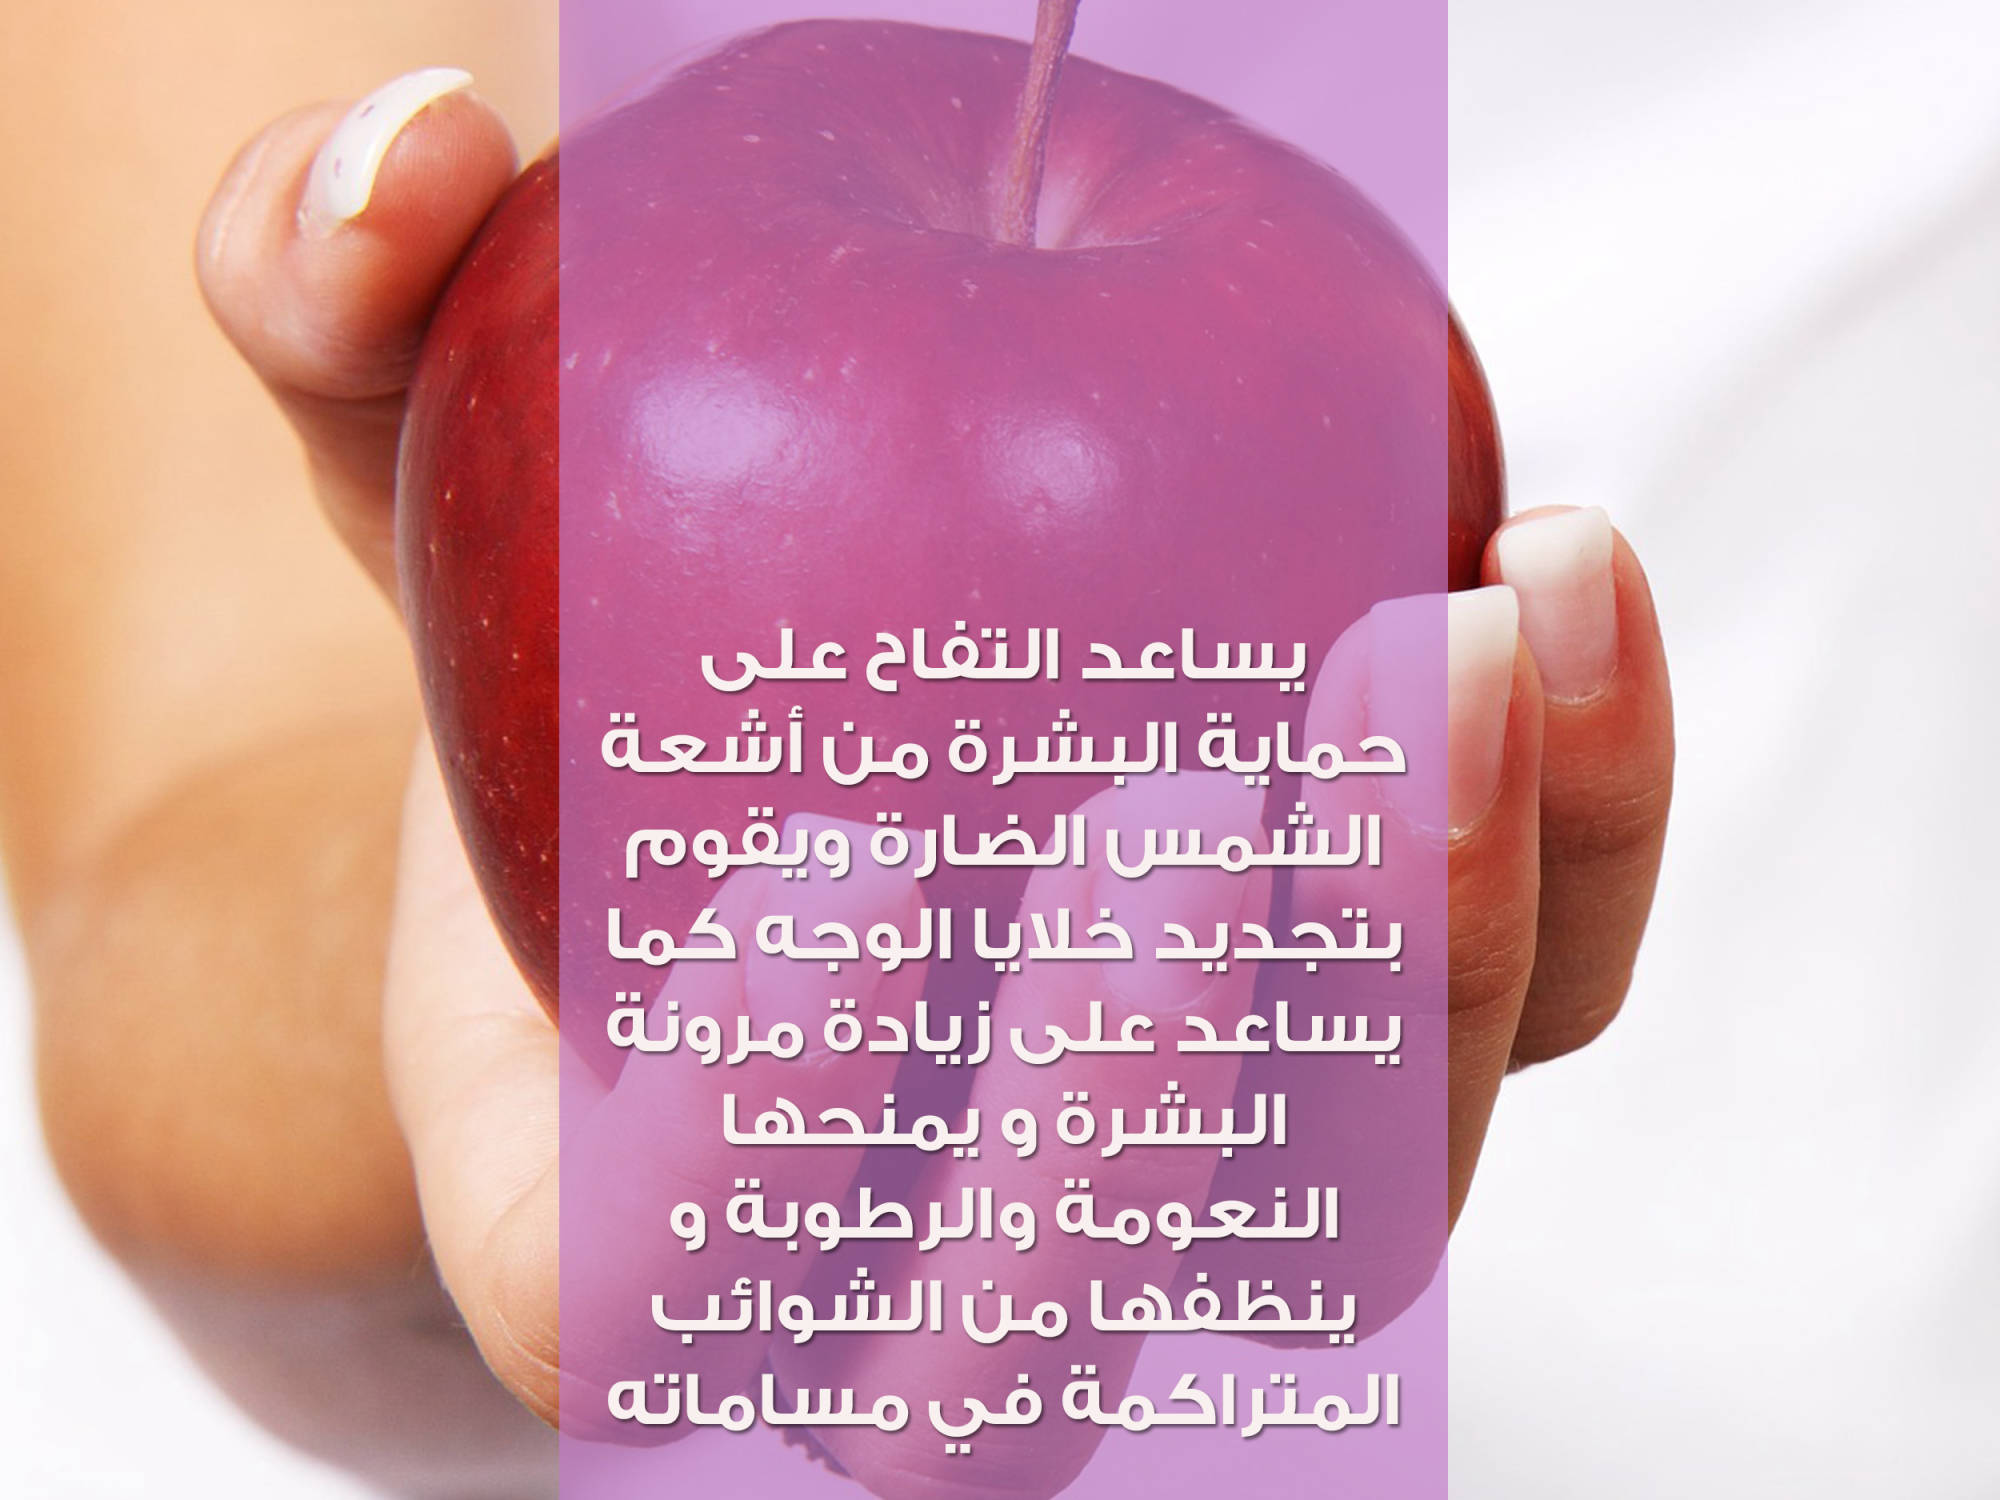 يساعد التفاح على
حماية البشرة من أشعة
الشمس الضارة ويقوم
بتجديد خلايا الوجه كما
يساعد على زيادة مرونة
البشرة و يمنحها
النعومة والرطوبة و
ينظفها من الشوائب
المتراكمة في مساماته